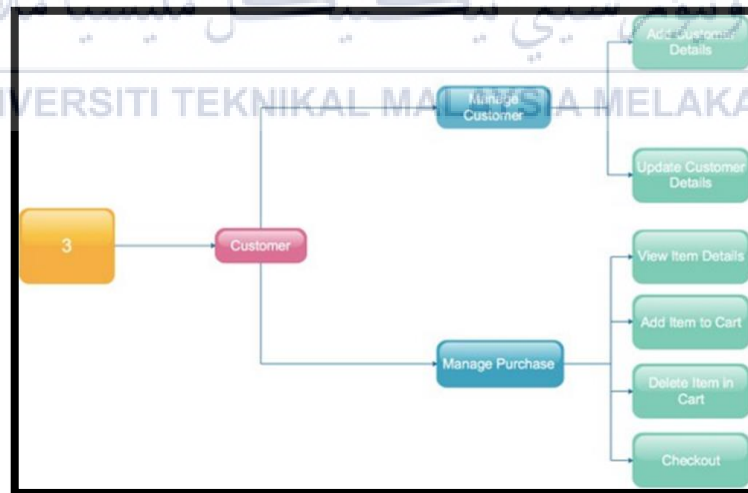 Add Customer
Details
UNIVERSITI TEKNIKAL MALAYSIA MELAKA
Manage
Customer
Update Customer
Details
3
Customer
View Item Details
Add Item to Cart
Manage Purchase
Delete Item in
Cart
Checkout